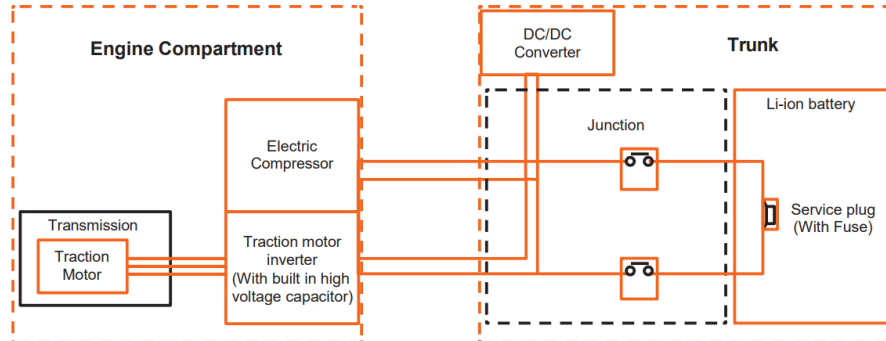 Engine Compartment
DC/DC
Converter
Trunk
Electric
Compressor
Junction
Li-ion battery
Transmission
Traction
Motor
Traction motor
inverter
(With built in high
voltage capacitor)
Service plug
(With Fuse)